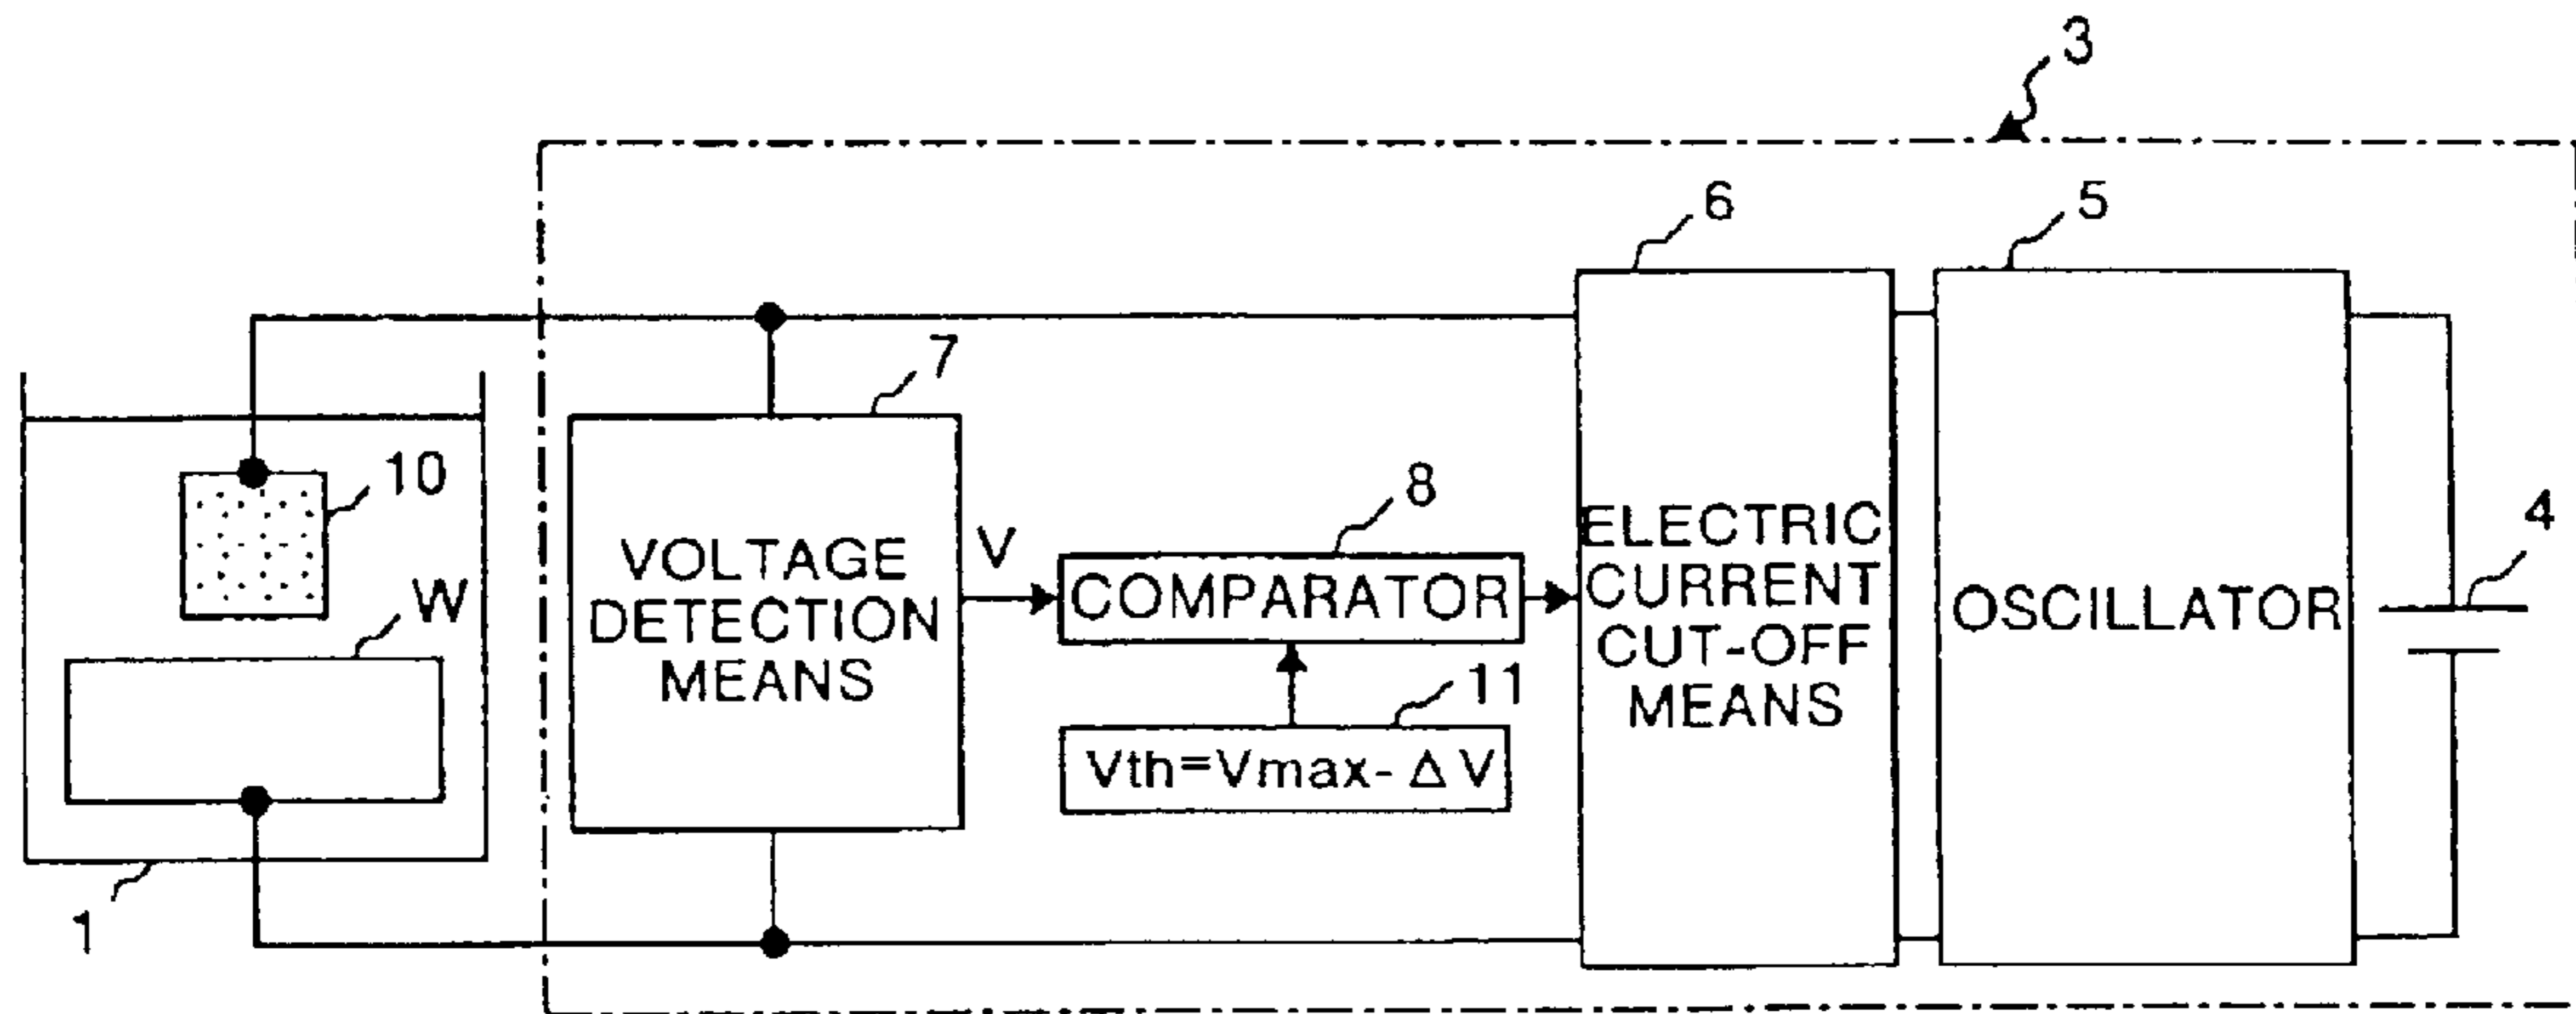 3
6
5
7
10
8
4
V
W
VOLTAGE
DETECTION
MEANS
COMPARATOR
ELECTRIC
CURRENT
CUT-OFF
MEANS
OSCILLATOR
11
Vth=Vmax-ΔV
1